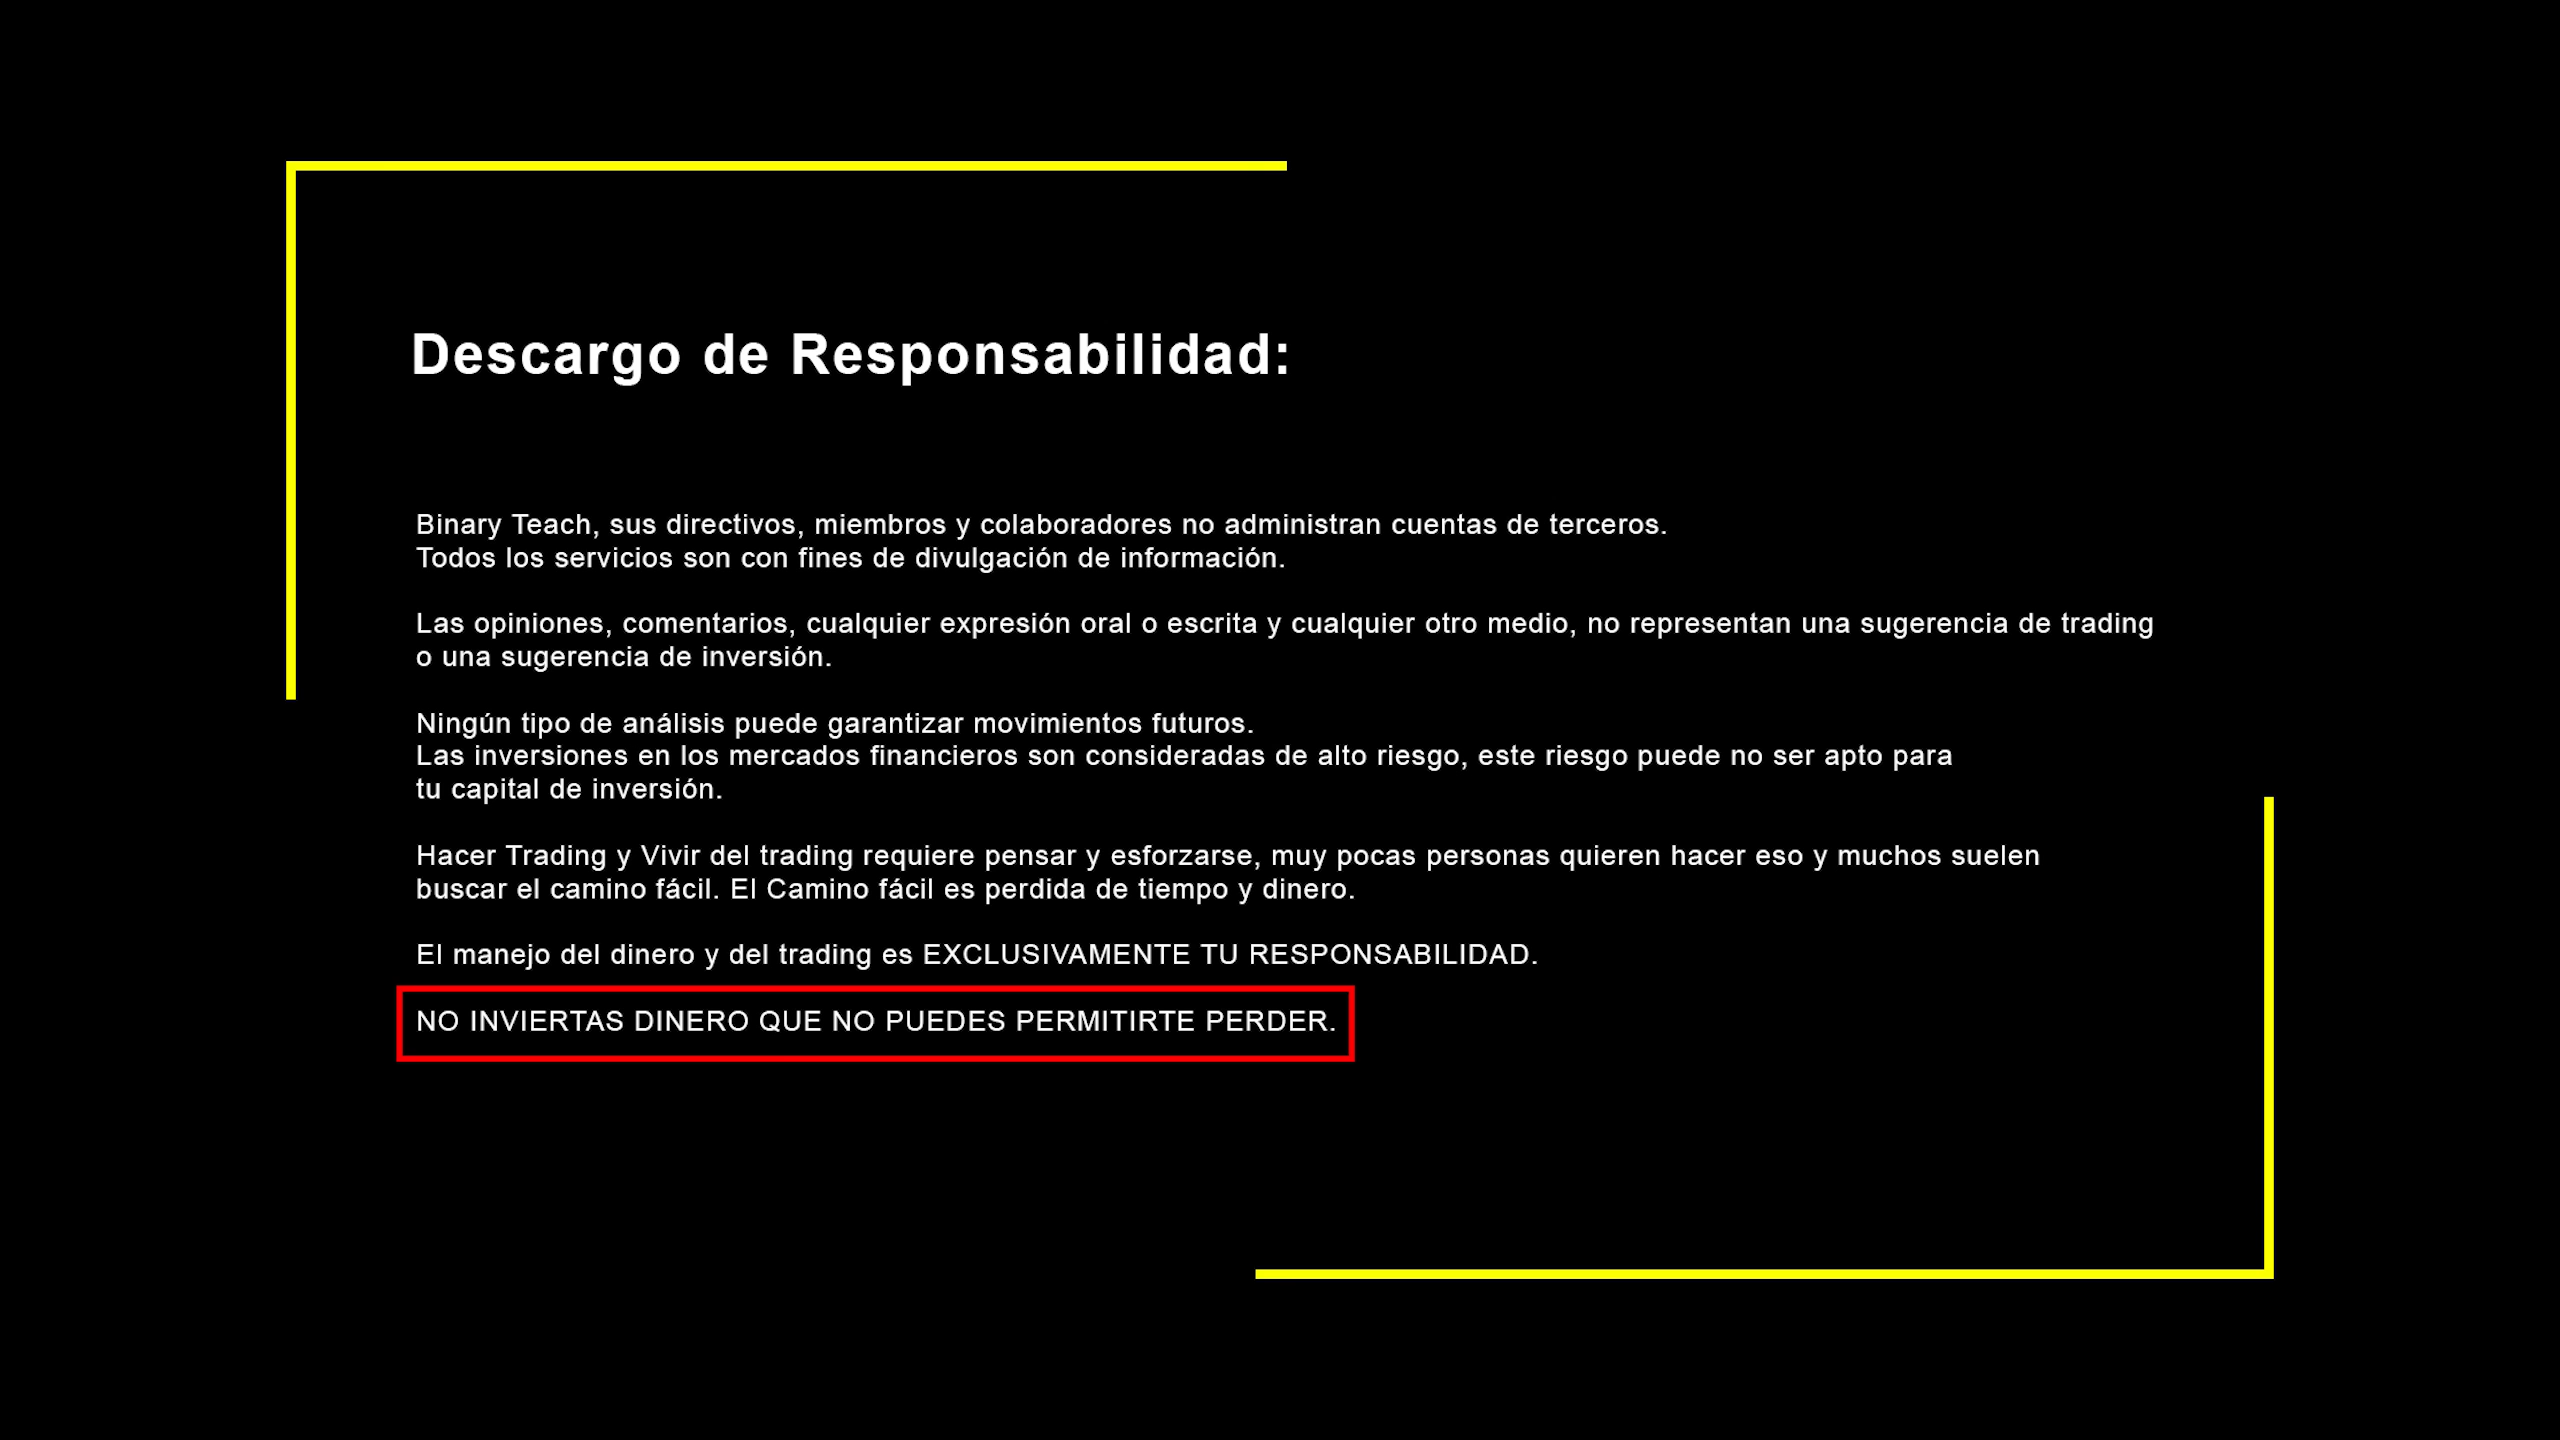 Descargo de Responsabilidad:
Binary Teach, sus directivos, miembros y colaboradores no administran cuentas de terceros.
Todos los servicios son con fines de divulgación de información.
Las opiniones, comentarios, cualquier expresión oral o escrita y cualquier otro medio, no representan una sugerencia de trading
o una sugerencia de inversión.
Ningún tipo de análisis puede garantizar movimientos futuros.
Las inversiones en los mercados financieros son consideradas de alto riesgo, este riesgo puede no ser apto para
tu capital de inversión.
Hacer Trading y Vivir del trading requiere pensar y esforzarse, muy pocas personas quieren hacer eso y muchos suelen
buscar el camino fácil. El Camino fácil es perdida de tiempo y dinero.
El manejo del dinero y del trading es EXCLUSIVAMENTE TU RESPONSABILIDAD.
NO INVIERTAS DINERO QUE NO PUEDES PERMITIRTE PERDER.